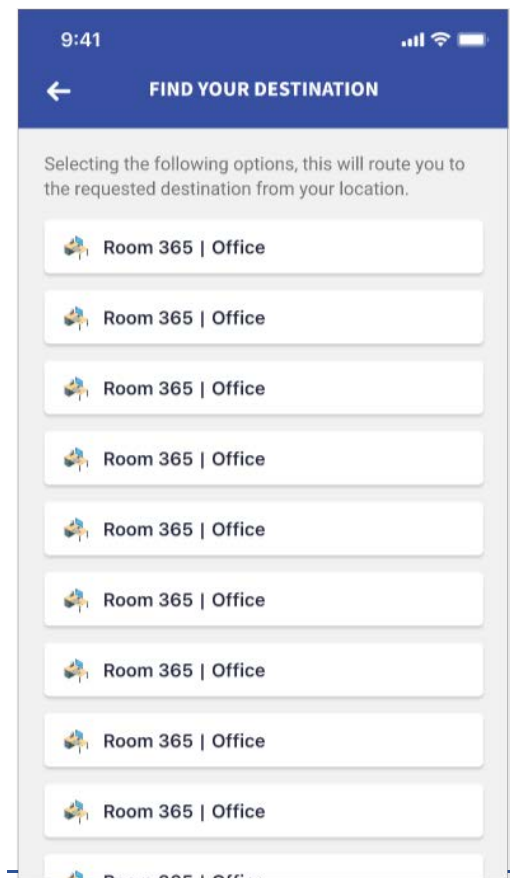 9:41
FIND YOUR DESTINATION
Selecting the following options, this will route you to
the requested destination from your location.
Room 365 | Office
Room 365 | Office
Room 365 | Office
Room 365 | Office
Room 365 | Office
Room 365 | Office
Room 365 | Office
Room 365 | Office
Room 365 | Office